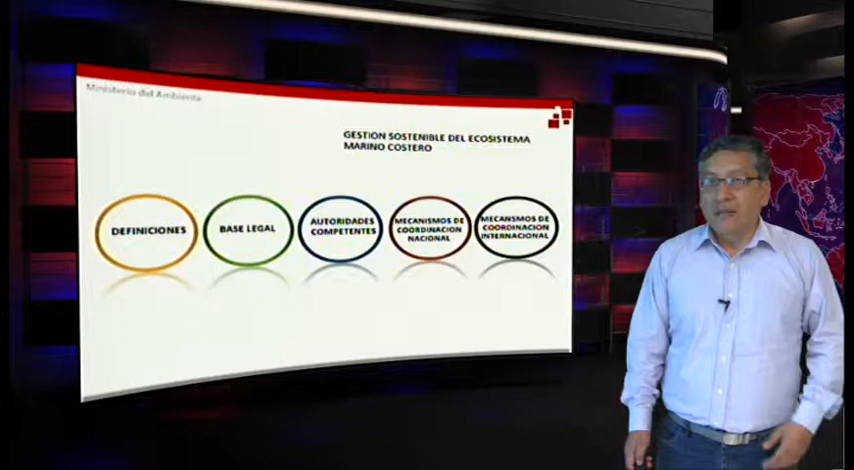 Ministerio del Ambiente
GESTION SOSTENIBLE DEL ECOSISTEMA
MARINO COSTERO
DEFINICIONES
BASE LEGAL
AUTORIDADES
COMPETENTES
MECANISMOS DE
COORDINACION
NACIONAL
MECANSMOS DE
COORDINACION
INTERNACIONAL